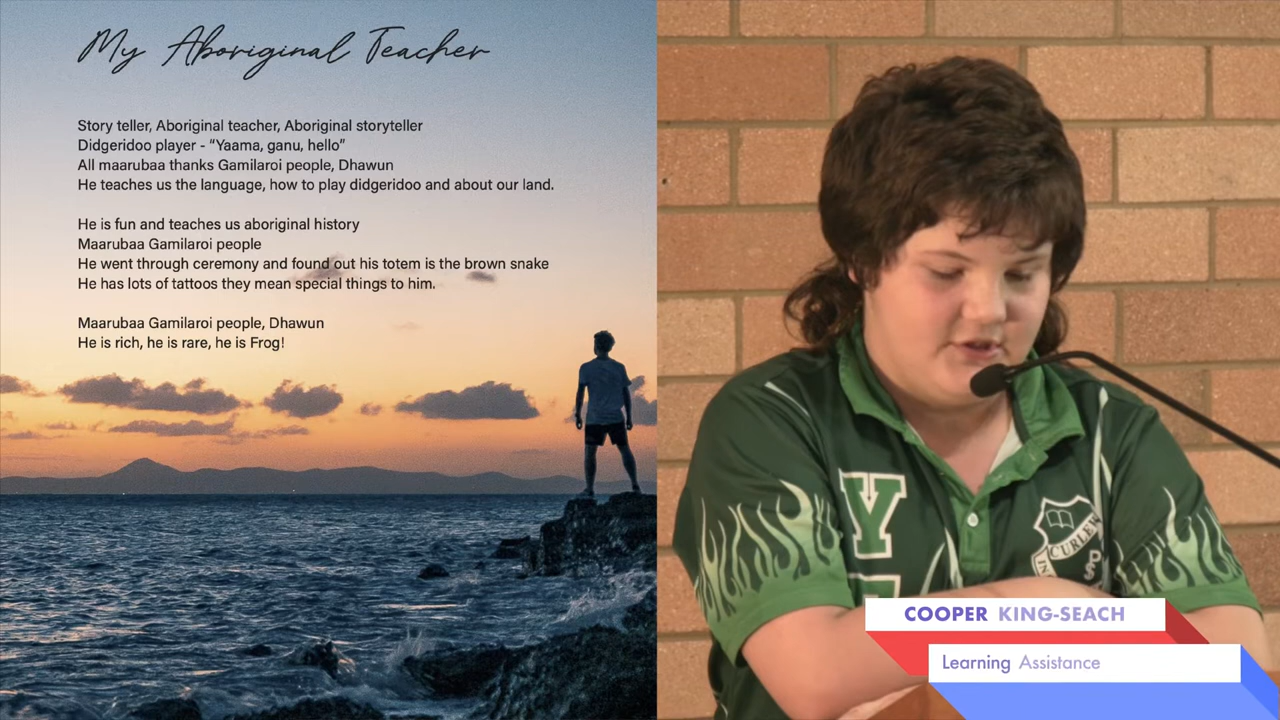 My Aboriginal Teacher
Story teller, Aboriginal teacher, Aboriginal storyteller
Didgeridoo player - “Yaama, ganu, hello”
All maarubaa thanks Gamilaroi people, Dhawun
He teaches us the language, how to play didgeridoo and about our land.
He is fun and teaches us aboriginal history
Maarubaa Gamilaroi people
He went through ceremony and found out his totem is the brown snake
He has lots of tattoos they mean special things to him.
Maarubaa Gamilaroi people, Dhawun
He is rich, he is rare, he is Frog!
Y
CURLEW
PS
COOPER KING-SEACH
Learning Assistance